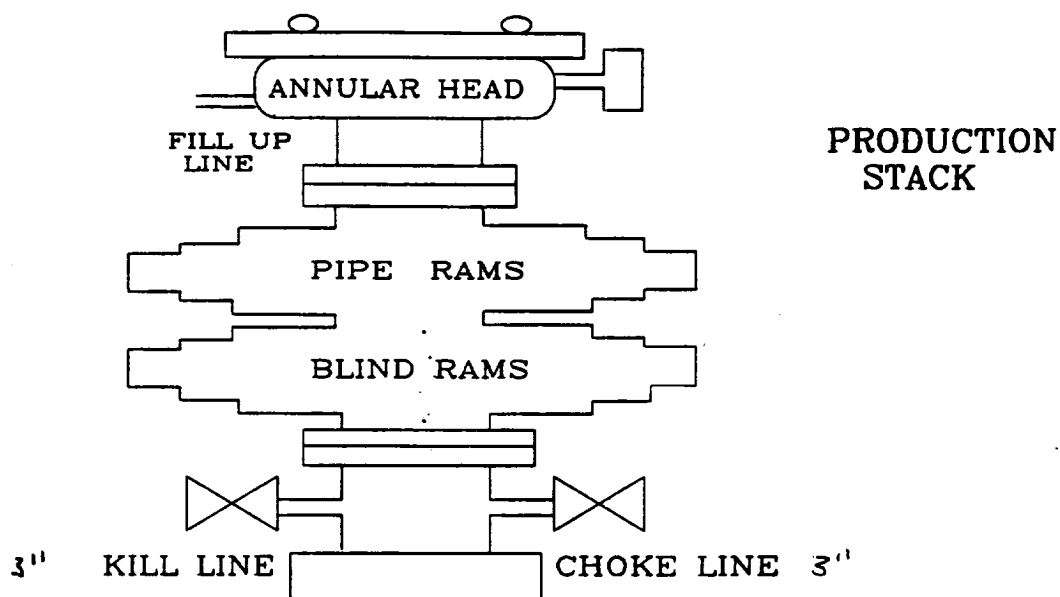 ANNULAR HEAD
FILL UP
LINE
PRODUCTION
STACK
PIPE RAMS
BLIND RAMS
3" KILL LINE
CHOKE LINE 3"